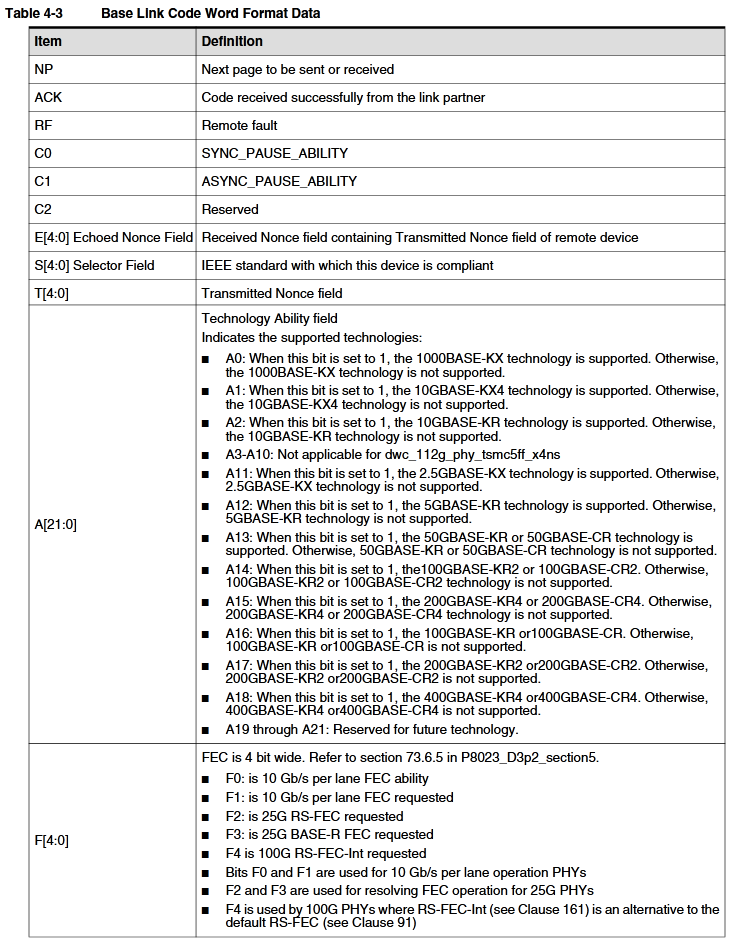 Table 4-3 Base Link Code Word Format Data
Item Definition
NP Next page to be sent or received
ACK Code received successfully from the link partner
RF Remote fault
C0 SYNC_PAUSE_ABILITY
C1 ASYNC_PAUSE_ABILITY
C2 Reserved
E[4:0] Echoed Nonce Field Received Nonce field containing Transmitted Nonce field of remote device
S[4:0] Selector Field IEEE standard with which this device is compliant
T[4:0] Transmitted Nonce field
A[21:0]
Technology Ability field
Indicates the supported technologies:
■ A0: When this bit is set to 1, the 1000BASE-KX technology is supported. Otherwise,
the 1000BASE-KX technology is not supported.
■ A1: When this bit is set to 1, the 10GBASE-KX4 technology is supported. Otherwise,
the 10GBASE-KX4 technology is not supported.
■ A2: When this bit is set to 1, the 10GBASE-KR technology is supported. Otherwise,
the 10GBASE-KR technology is not supported.
■ A3-A10: Not applicable for dwc_112g_phy_tsmc5ff_x4ns
■ A11: When this bit is set to 1, the 2.5GBASE-KX technology is supported. Otherwise,
2.5GBASE-KX technology is not supported.
■ A12: When this bit is set to 1, the 5GBASE-KR technology is supported. Otherwise,
5GBASE-KR technology is not supported.
■ A13: When this bit is set to 1, the 50GBASE-KR or 50GBASE-CR technology is
supported. Otherwise, 50GBASE-KR or 50GBASE-CR technology is not supported.
■ A14: When this bit is set to 1, the100GBASE-KR2 or 100GBASE-CR2. Otherwise,
100GBASE-KR2 or 100GBASE-CR2 technology is not supported.
■ A15: When this bit is set to 1, the 200GBASE-KR4 or 200GBASE-CR4. Otherwise,
200GBASE-KR4 or 200GBASE-CR4 technology is not supported.
■ A16: When this bit is set to 1, the 100GBASE-KR or100GBASE-CR. Otherwise,
100GBASE-KR or100GBASE-CR is not supported.
■ A17: When this bit is set to 1, the 200GBASE-KR2 or200GBASE-CR2. Otherwise,
200GBASE-KR2 or200GBASE-CR2 is not supported.
■ A18: When this bit is set to 1, the 400GBASE-KR4 or400GBASE-CR4. Otherwise,
400GBASE-KR4 or400GBASE-CR4 is not supported.
■ A19 through A21: Reserved for future technology.
F[4:0]
FEC is 4 bit wide. Refer to section 73.6.5 in P8023_D3p2_section5.
■ F0: is 10 Gb/s per lane FEC ability
■ F1: is 10 Gb/s per lane FEC requested
■ F2: is 25G RS-FEC requested
■ F3: is 25G BASE-R FEC requested
■ F4 is 100G RS-FEC-Int requested
■ Bits F0 and F1 are used for 10 Gb/s per lane operation PHYs
■ F2 and F3 are used for resolving FEC operation for 25G PHYs
■ F4 is used by 100G PHYs where RS-FEC-Int (see Clause 161) is an alternative to the
default RS-FEC (see Clause 91)